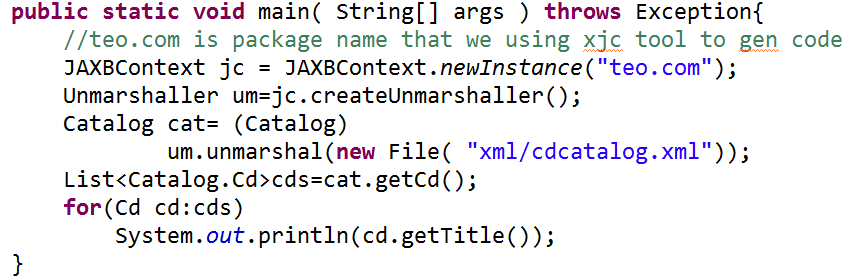 public static void main( String[] args ) throws Exception{
//teo.com is package name that we using xjc tool to gen code
JAXBContext jc = JAXBContext.newInstance("teo.com");
Unmarshaller um=jc.createUnmarshaller();
Catalog cat= (Catalog)
um.unmarshal(new File( "xml/cdcatalog.xml"));
List<Catalog.Cd>cds=cat.getCd();
for(Cd cd:cds)
System.out.println(cd.getTitle());
}